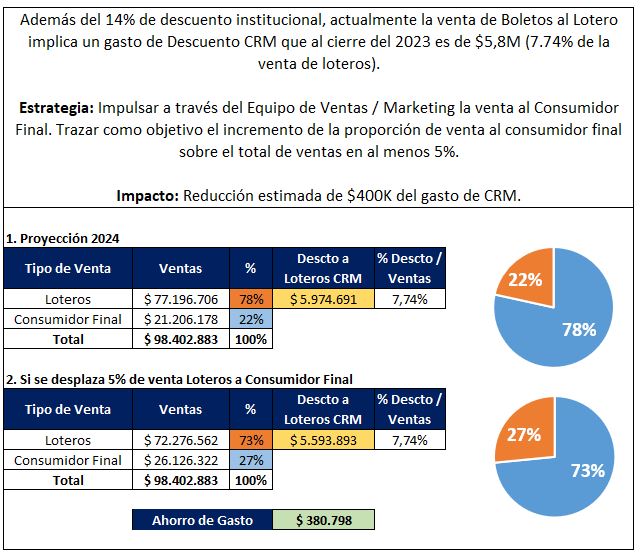 Además del 14% de descuento institucional, actualmente la venta de Boletos al Lotero
implica un gasto de Descuento CRM que al cierre del 2023 es de $5,8M (7.74% de la
venta de loteros).
Estrategia: Impulsar a través del Equipo de Ventas / Marketing la venta al Consumidor
Final. Trazar como objetivo el incremento de la proporción de venta al consumidor final
sobre el total de ventas en al menos 5%.
Impacto: Reducción estimada de $400K del gasto de CRM.
1. Proyección 2024
Tipo de Venta Ventas % Descto a Loteros CRM % Descto / Ventas
Loteros $ 77.196.706 78% $ 5.974.691 7,74%
Consumidor Final $ 21.206.178 22%
Total $ 98.402.883 100%
22%
78%
2. Si se desplaza 5% de venta Loteros a Consumidor Final
Tipo de Venta Ventas % Descto a Loteros CRM % Descto / Ventas
Loteros $ 72.276.562 73% $ 5.593.893 7,74%
Consumidor Final $ 26.126.322 27%
Total $ 98.402.883 100%
27%
73%
Ahorro de Gasto $ 380.798